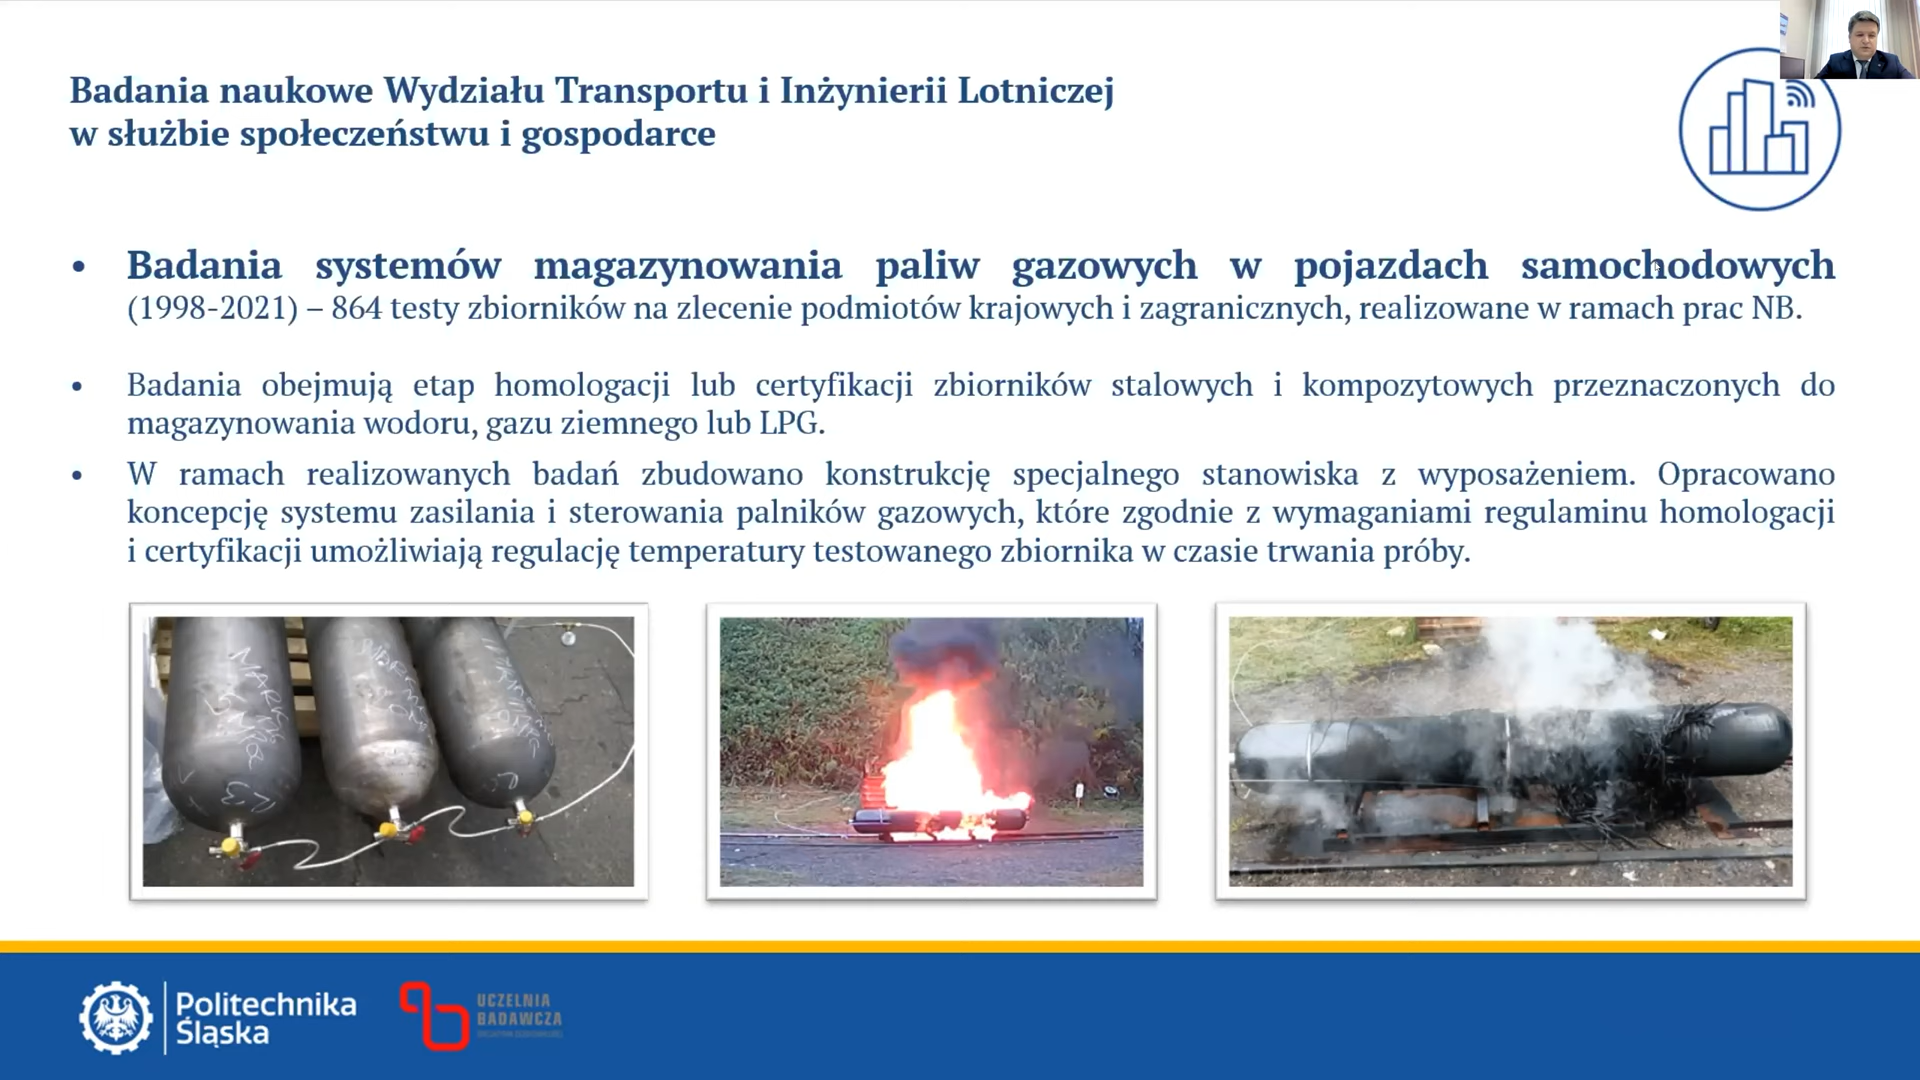 Badania naukowe Wydziału Transportu i Inżynierii Lotniczej
w służbie społeczeństwu i gospodarce
• Badania systemów magazynowania paliw gazowych w pojazdach samochodowych
(1998-2021) – 864 testy zbiorników na zlecenie podmiotów krajowych i zagranicznych, realizowane w ramach prac NB.
• Badania obejmują etap homologacji lub certyfikacji zbiorników stalowych i kompozytowych przeznaczonych do
magazynowania wodoru, gazu ziemnego lub LPG.
• W ramach realizowanych badań zbudowano konstrukcję specjalnego stanowiska z wyposażeniem. Opracowano
koncepcję systemu zasilania i sterowania palników gazowych, które zgodnie z wymaganiami regulaminu homologacji
i certyfikacji umożliwiają regulację temperatury testowanego zbiornika w czasie trwania próby.
Politechnika
Śląska
UCZELNIA
BADAWCZA